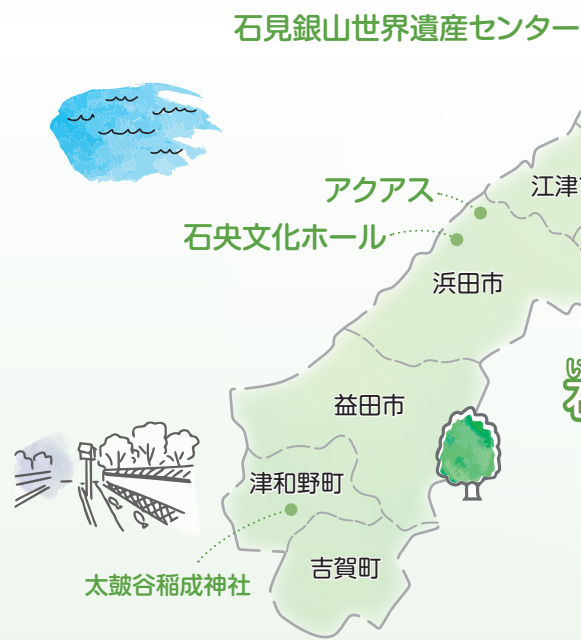 石見銀山世界遺産センター
江津
アクアス
石央文化ホール
浜田市
益田市
津和野町
吉賀町
太皷谷稲成神社